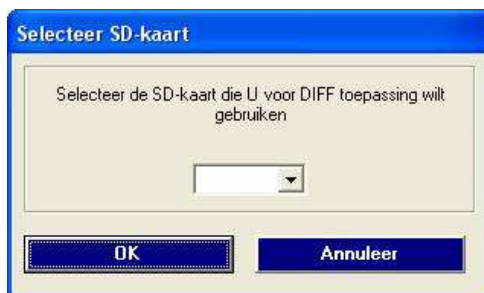 Selecteer SD-kaart
Selecteer de SD-kaart die U voor DIFF toepassing wilt
gebruiken
OK
Annuleer